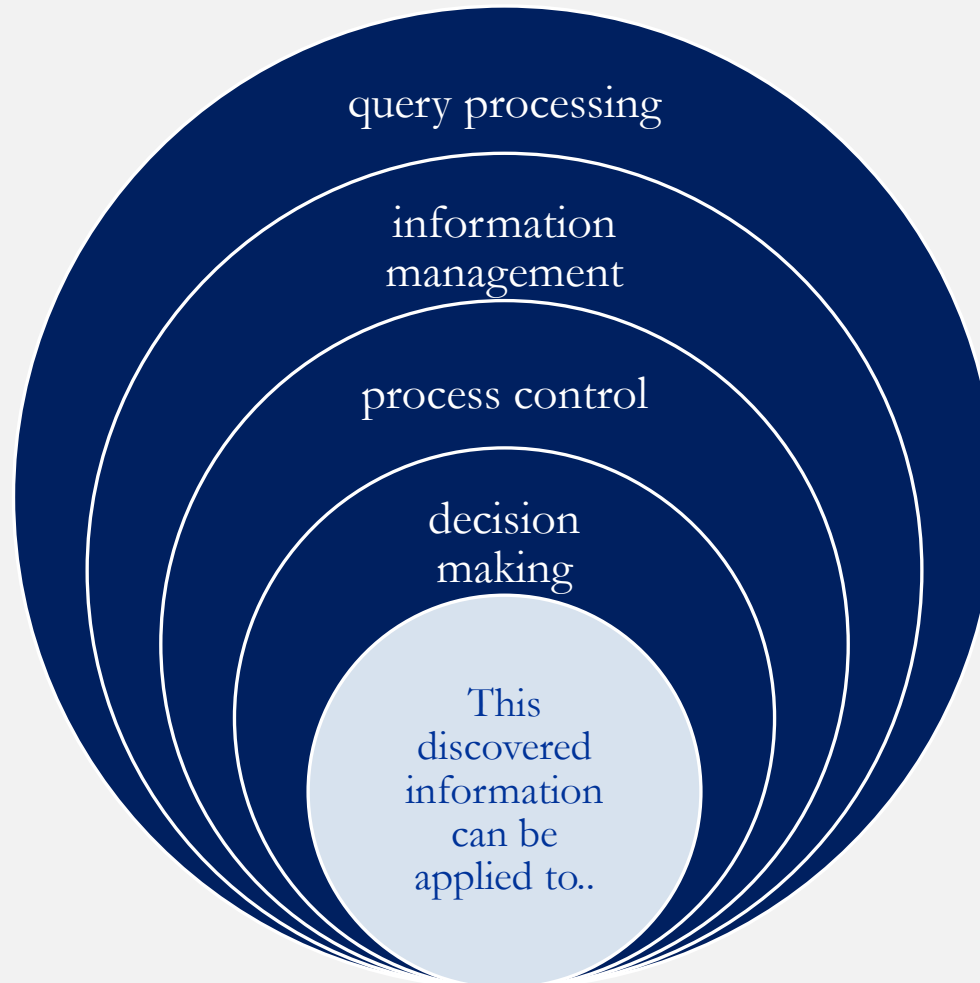 query processing
information
management
process control
decision
making
This
discovered
information
can be
applied to..